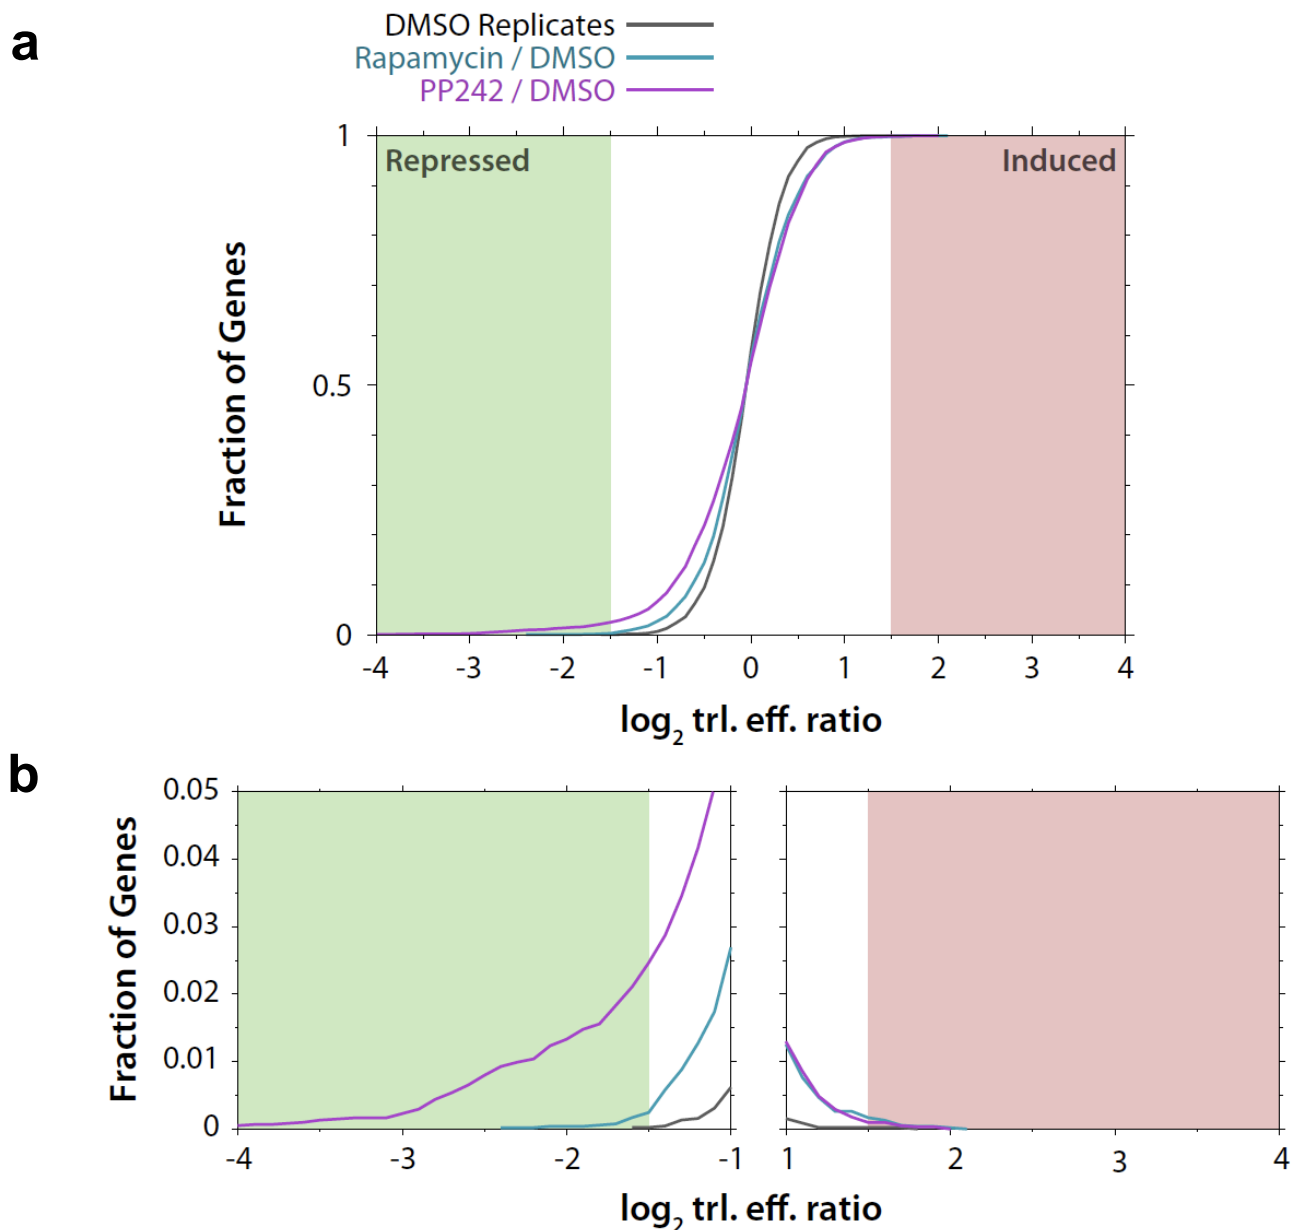 a
DMSO Replicates
Rapamycin / DMSO
PP242 / DMSO
Repressed
Induced
Fraction of Genes
1
0.5
0
-4 -3 -2 -1 0 1 2 3 4
log2 trl. eff. ratio
b
Fraction of Genes
0.05
0.04
0.03
0.02
0.01
0
-4 -3 -2 -1 1 2 3 4
log2 trl. eff. ratio